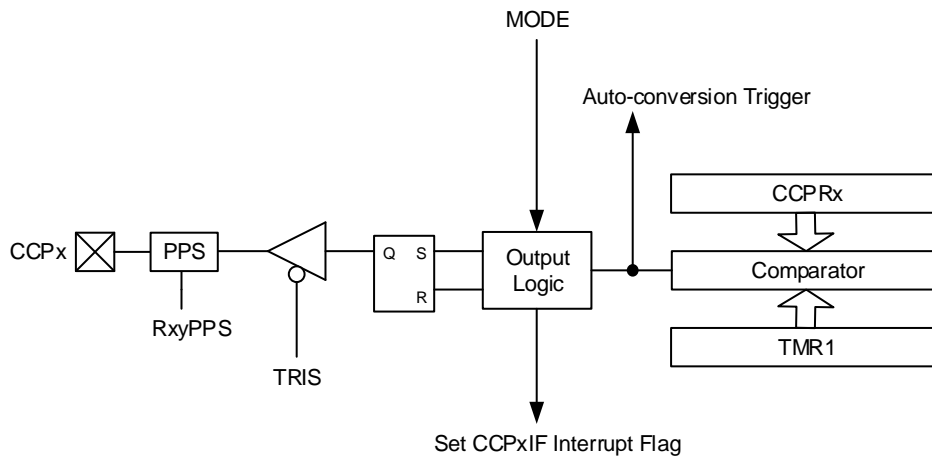 MODE
Auto-conversion Trigger
CCPRx
CCPx
PPS
Q
S
R
Output
Logic
Comparator
RxyPPS
TRIS
TMR1
Set CCPxIF Interrupt Flag